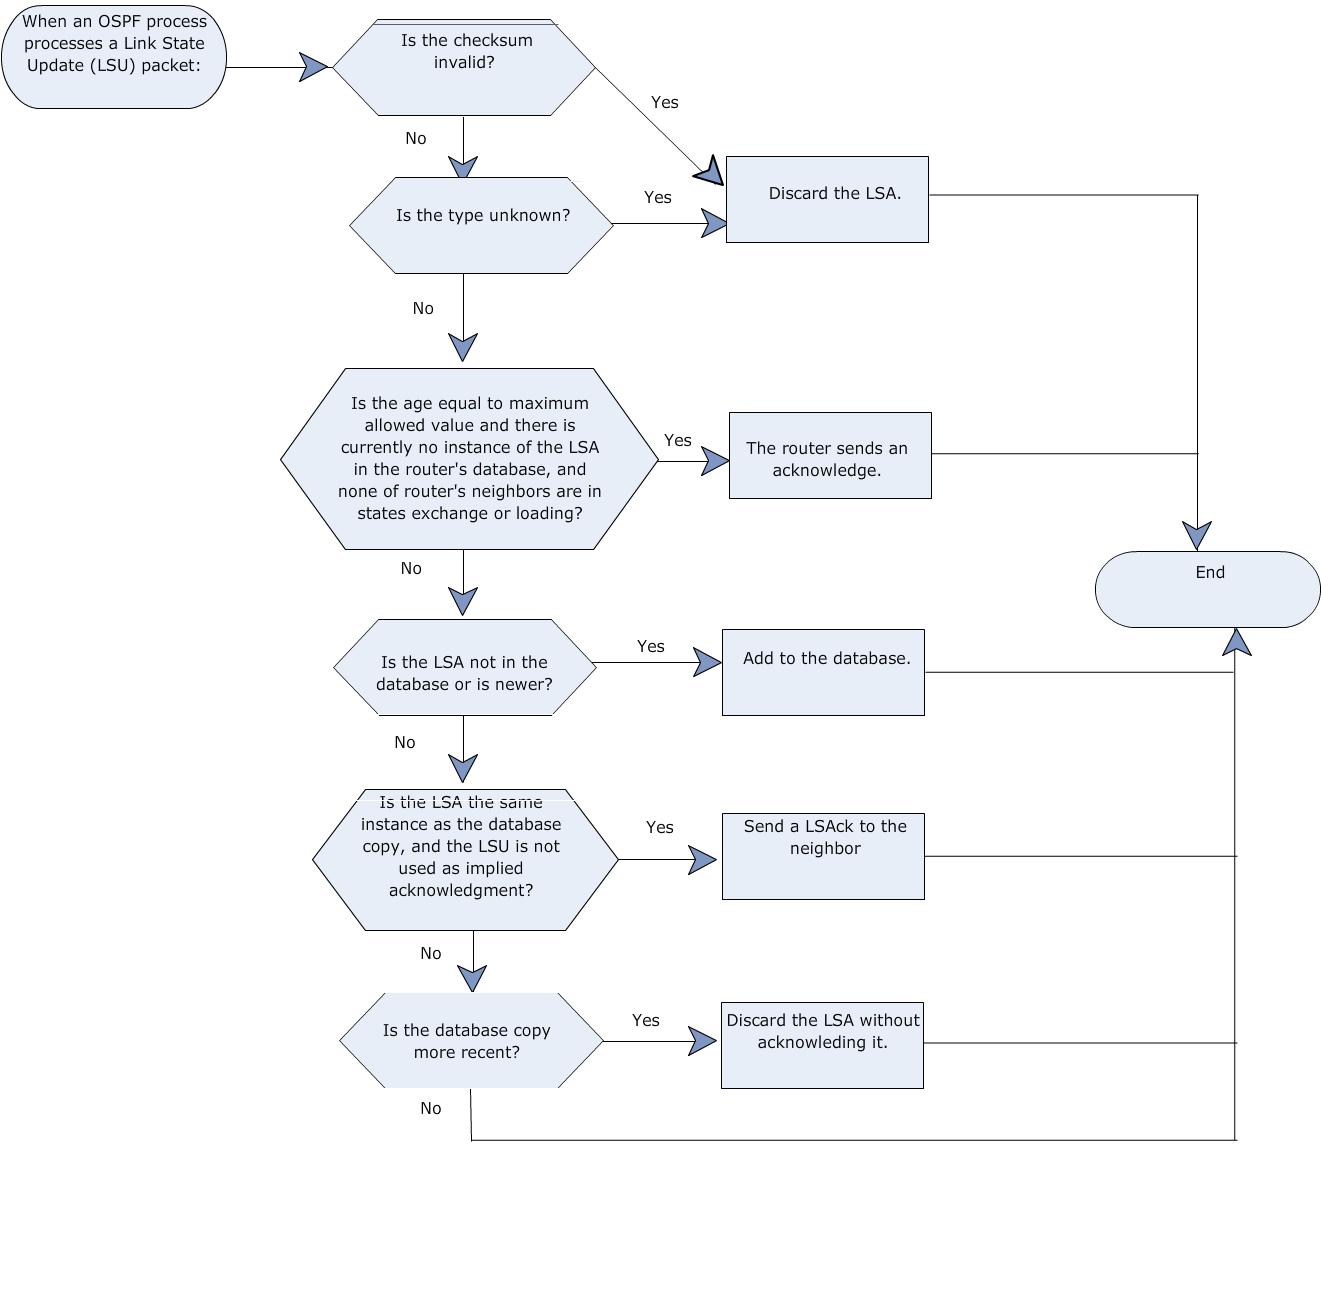 When an OSPF process
processes a Link State
Update (LSU) packet:
Is the checksum
invalid?
Yes
No
Discard the LSA.
Is the type unknown?
Yes
No
Is the age equal to maximum
allowed value and there is
currently no instance of the LSA
in the router's database, and
none of router's neighbors are in
states exchange or loading?
Yes
The router sends an
acknowledge.
No
End
Is the LSA not in the
database or is newer?
Yes
Add to the database.
No
Is the LSA the same
instance as the database
copy, and the LSU is not
used as implied
acknowledgment?
Yes
Send a LSAck to the
neighbor
No
Is the database copy
more recent?
Yes
Discard the LSA without
acknowleding it.
No